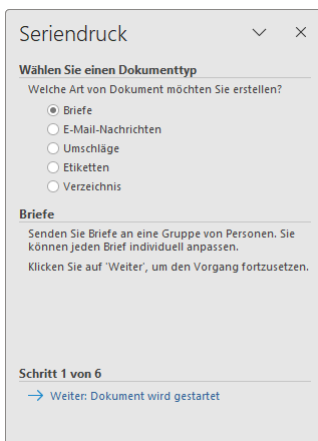 Seriendruck
Wählen Sie einen Dokumenttyp
Welche Art von Dokument möchten Sie erstellen?
Briefe
E-Mail-Nachrichten
Umschläge
Etiketten
Verzeichnis
Briefe
Senden Sie Briefe an eine Gruppe von Personen. Sie
können jeden Brief individuell anpassen.
Klicken Sie auf 'Weiter', um den Vorgang fortzusetzen.
Schritt 1 von 6
Weiter: Dokument wird gestartet